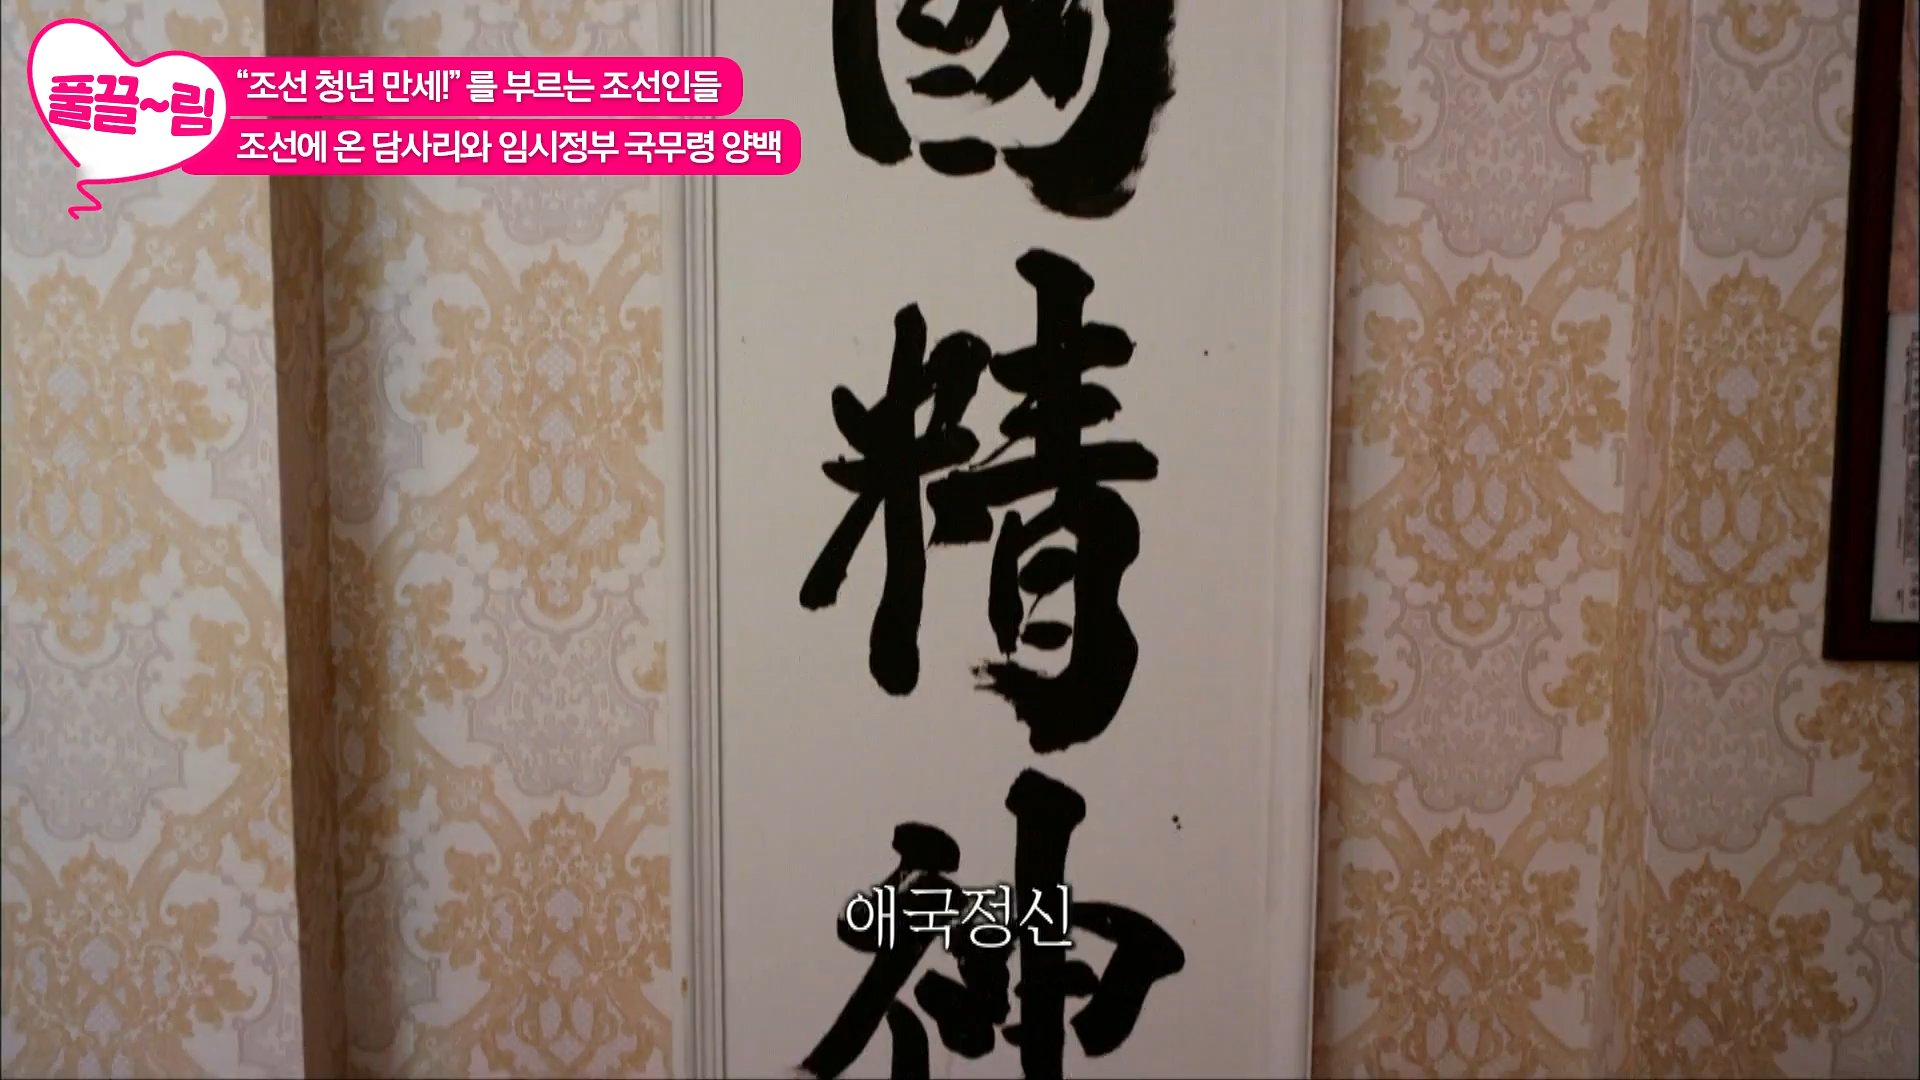 풀끌~림
“조선 청년 만세!” 를 부르는 조선인들
조선에 온 담사리와 임시정부 국무령 양백
國
精
神
애국정신